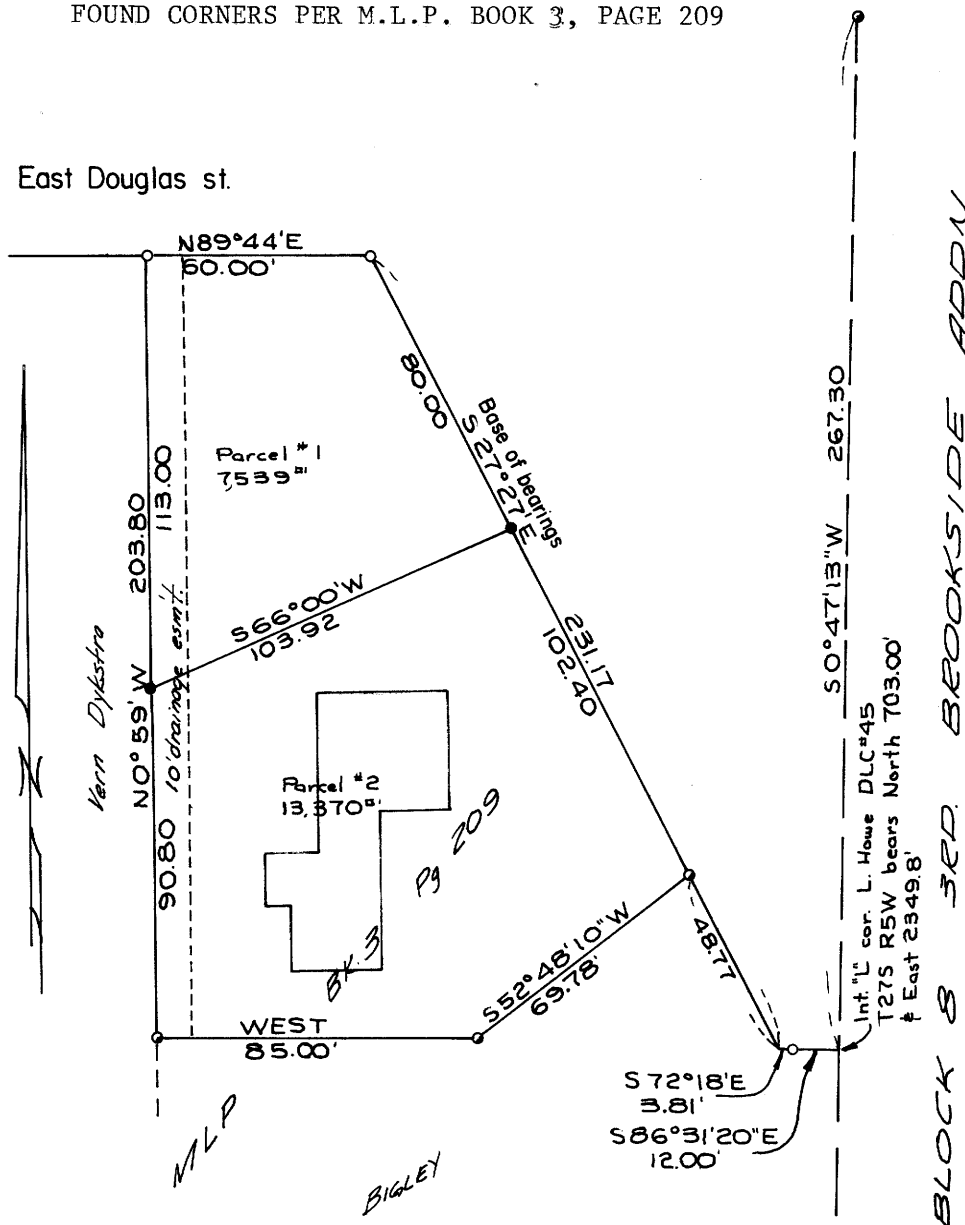 FOUND CORNERS PER M.L.P. BOOK 3, PAGE 209
East Douglas st.
N89°44'E
60.00'
80.00
Base of bearings
S 27°27'E
Parcel #1
7539
203.80
113.00
S66°00'W
103.92
231.17
102.40
Vern Dykstra
N0°59'W
10' drainage esm't.
90.80
Parcel #2
13,370
BK. 3
Pg 209
S52°48'10"W
69.78'
48.77
WEST
85.00'
S72°18'E
3.81'
S86°31'20"E
12.00'
MLP
BIGLEY
S0°47'13"W 267.30
Int. "L" cor. L. Howe DLC #45
T27S R5W bears North 703.00'
& East 2349.8'
BLOCK 8 3RD. BROOKSIDE ADDN
N